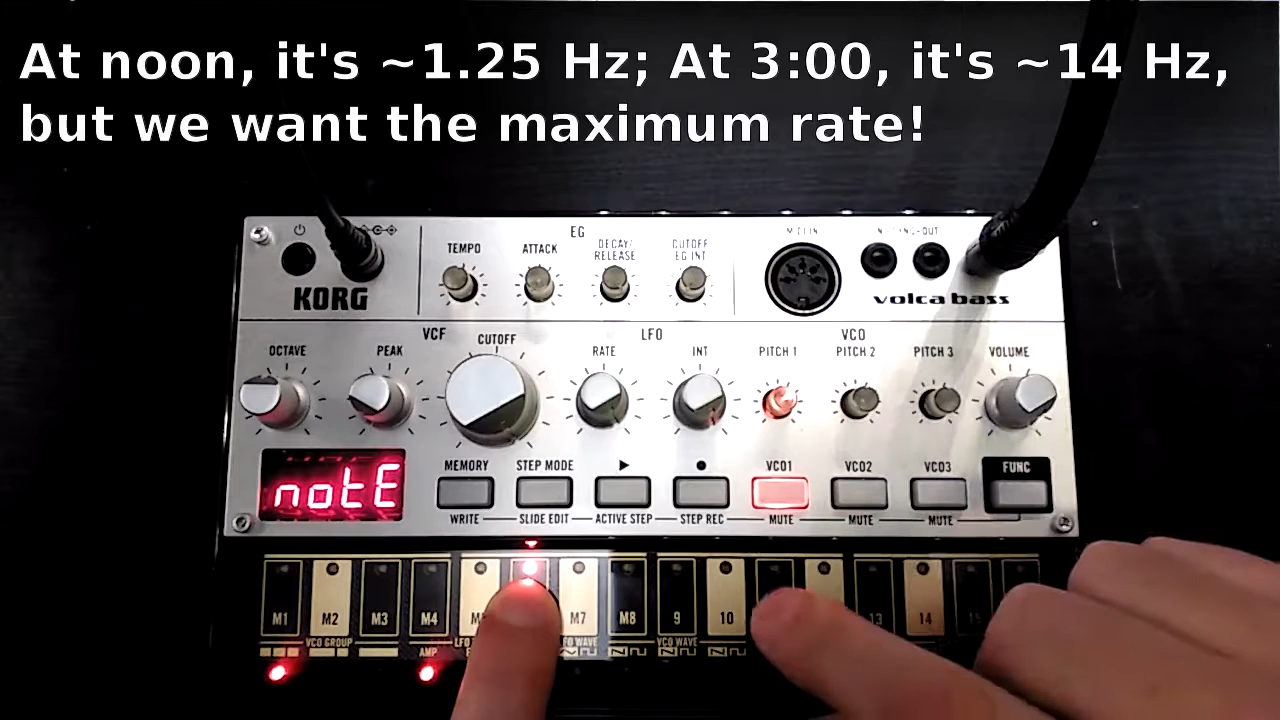 At noon, it's ~1.25 Hz; At 3:00, it's ~14 Hz,
but we want the maximum rate!
EG
TEMPO ATTACK DECAY/ RELEASE CUTOFF EG INT
MIDI IN
KORG
volca bass
VCF LFO VCO
OCTAVE PEAK CUTOFF RATE INT PITCH 1 PITCH 2 PITCH 3 VOLUME
notE
MEMORY STEP MODE VCO1 VCO2 VCO3 FUNC
WRITE SLIDE EDIT ACTIVE STEP STEP REC MUTE MUTE MUTE
M1 M2 M3 M4 M7 M8 9 10 13 14 15
VCO GROUP AMP VCO WAVE